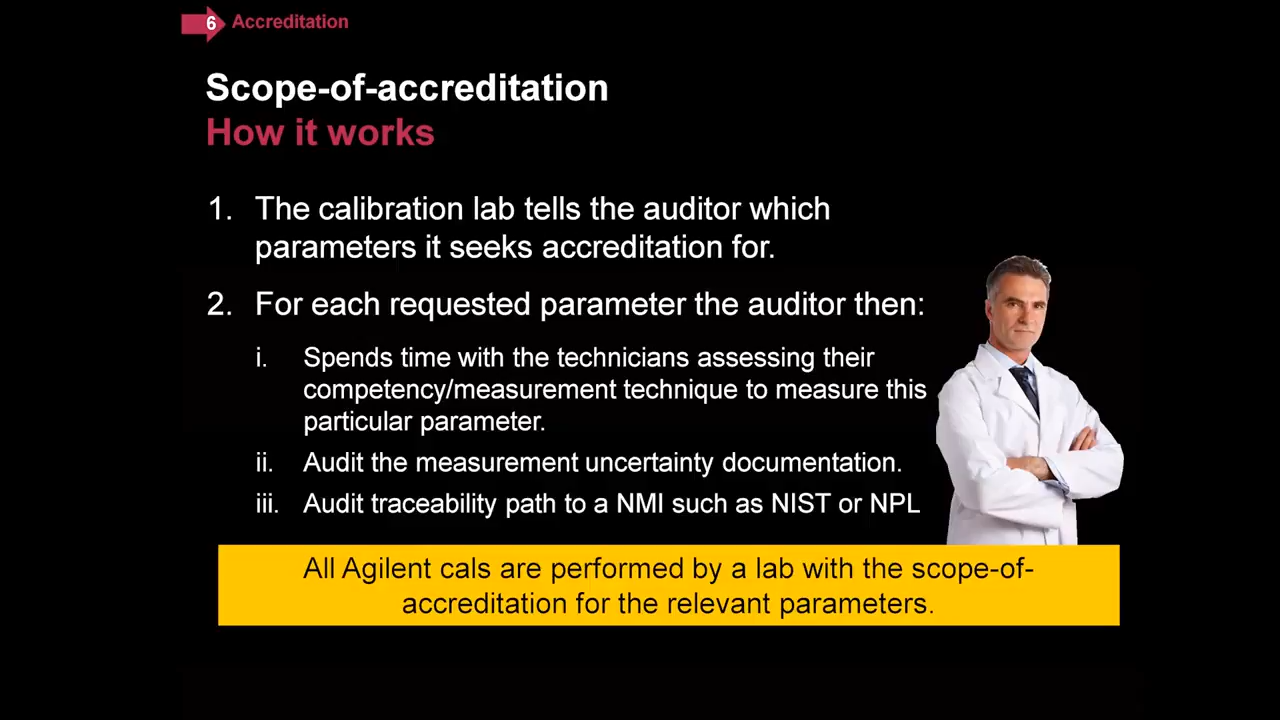 6 Accreditation
Scope-of-accreditation
How it works
1. The calibration lab tells the auditor which
parameters it seeks accreditation for.
2. For each requested parameter the auditor then:
i. Spends time with the technicians assessing their
competency/measurement technique to measure this
particular parameter.
ii. Audit the measurement uncertainty documentation.
iii. Audit traceability path to a NMI such as NIST or NPL
All Agilent cals are performed by a lab with the scope-of-
accreditation for the relevant parameters.